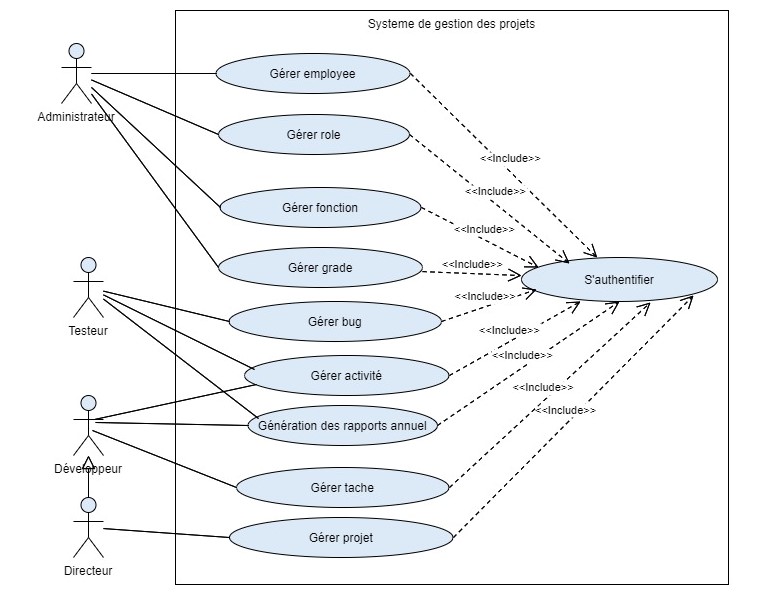 Systeme de gestion des projets
Administrateur
Gérer employee
Gérer role
<<Include>>
<<Include>>
Gérer fonction
<<Include>>
Gérer grade
<<Include>>
S'authentifier
Testeur
Gérer bug
<<Include>>
<<Include>>
<<Include>>
Gérer activité
<<Include>>
<<Include>>
Génération des rapports annuel
Développeur
Gérer tache
Gérer projet
Directeur